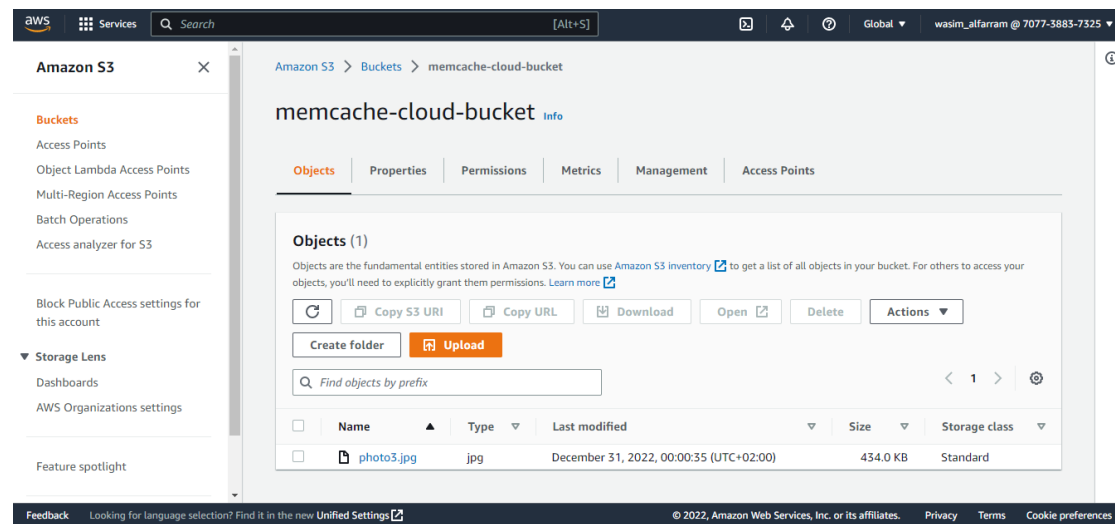 aws Services Search [Alt+S] Global wasim_alfarram @ 7077-3883-7325
Amazon S3
Buckets
Access Points
Object Lambda Access Points
Multi-Region Access Points
Batch Operations
Access analyzer for S3
Block Public Access settings for
this account
Storage Lens
Dashboards
AWS Organizations settings
Feature spotlight
Amazon S3 > Buckets > memcache-cloud-bucket
memcache-cloud-bucket Info
Objects Properties Permissions Metrics Management Access Points
Objects (1)
Objects are the fundamental entities stored in Amazon S3. You can use Amazon S3 inventory to get a list of all objects in your bucket. For others to access your
objects, you'll need to explicitly grant them permissions. Learn more
Copy S3 URI Copy URL Download Open Delete Actions
Create folder Upload
Find objects by prefix < 1 >
Name Type Last modified Size Storage class
photo3.jpg jpg December 31, 2022, 00:00:35 (UTC+02:00) 434.0 KB Standard
Feedback Looking for language selection? Find it in the new Unified Settings © 2022, Amazon Web Services, Inc. or its affiliates. Privacy Terms Cookie preferences